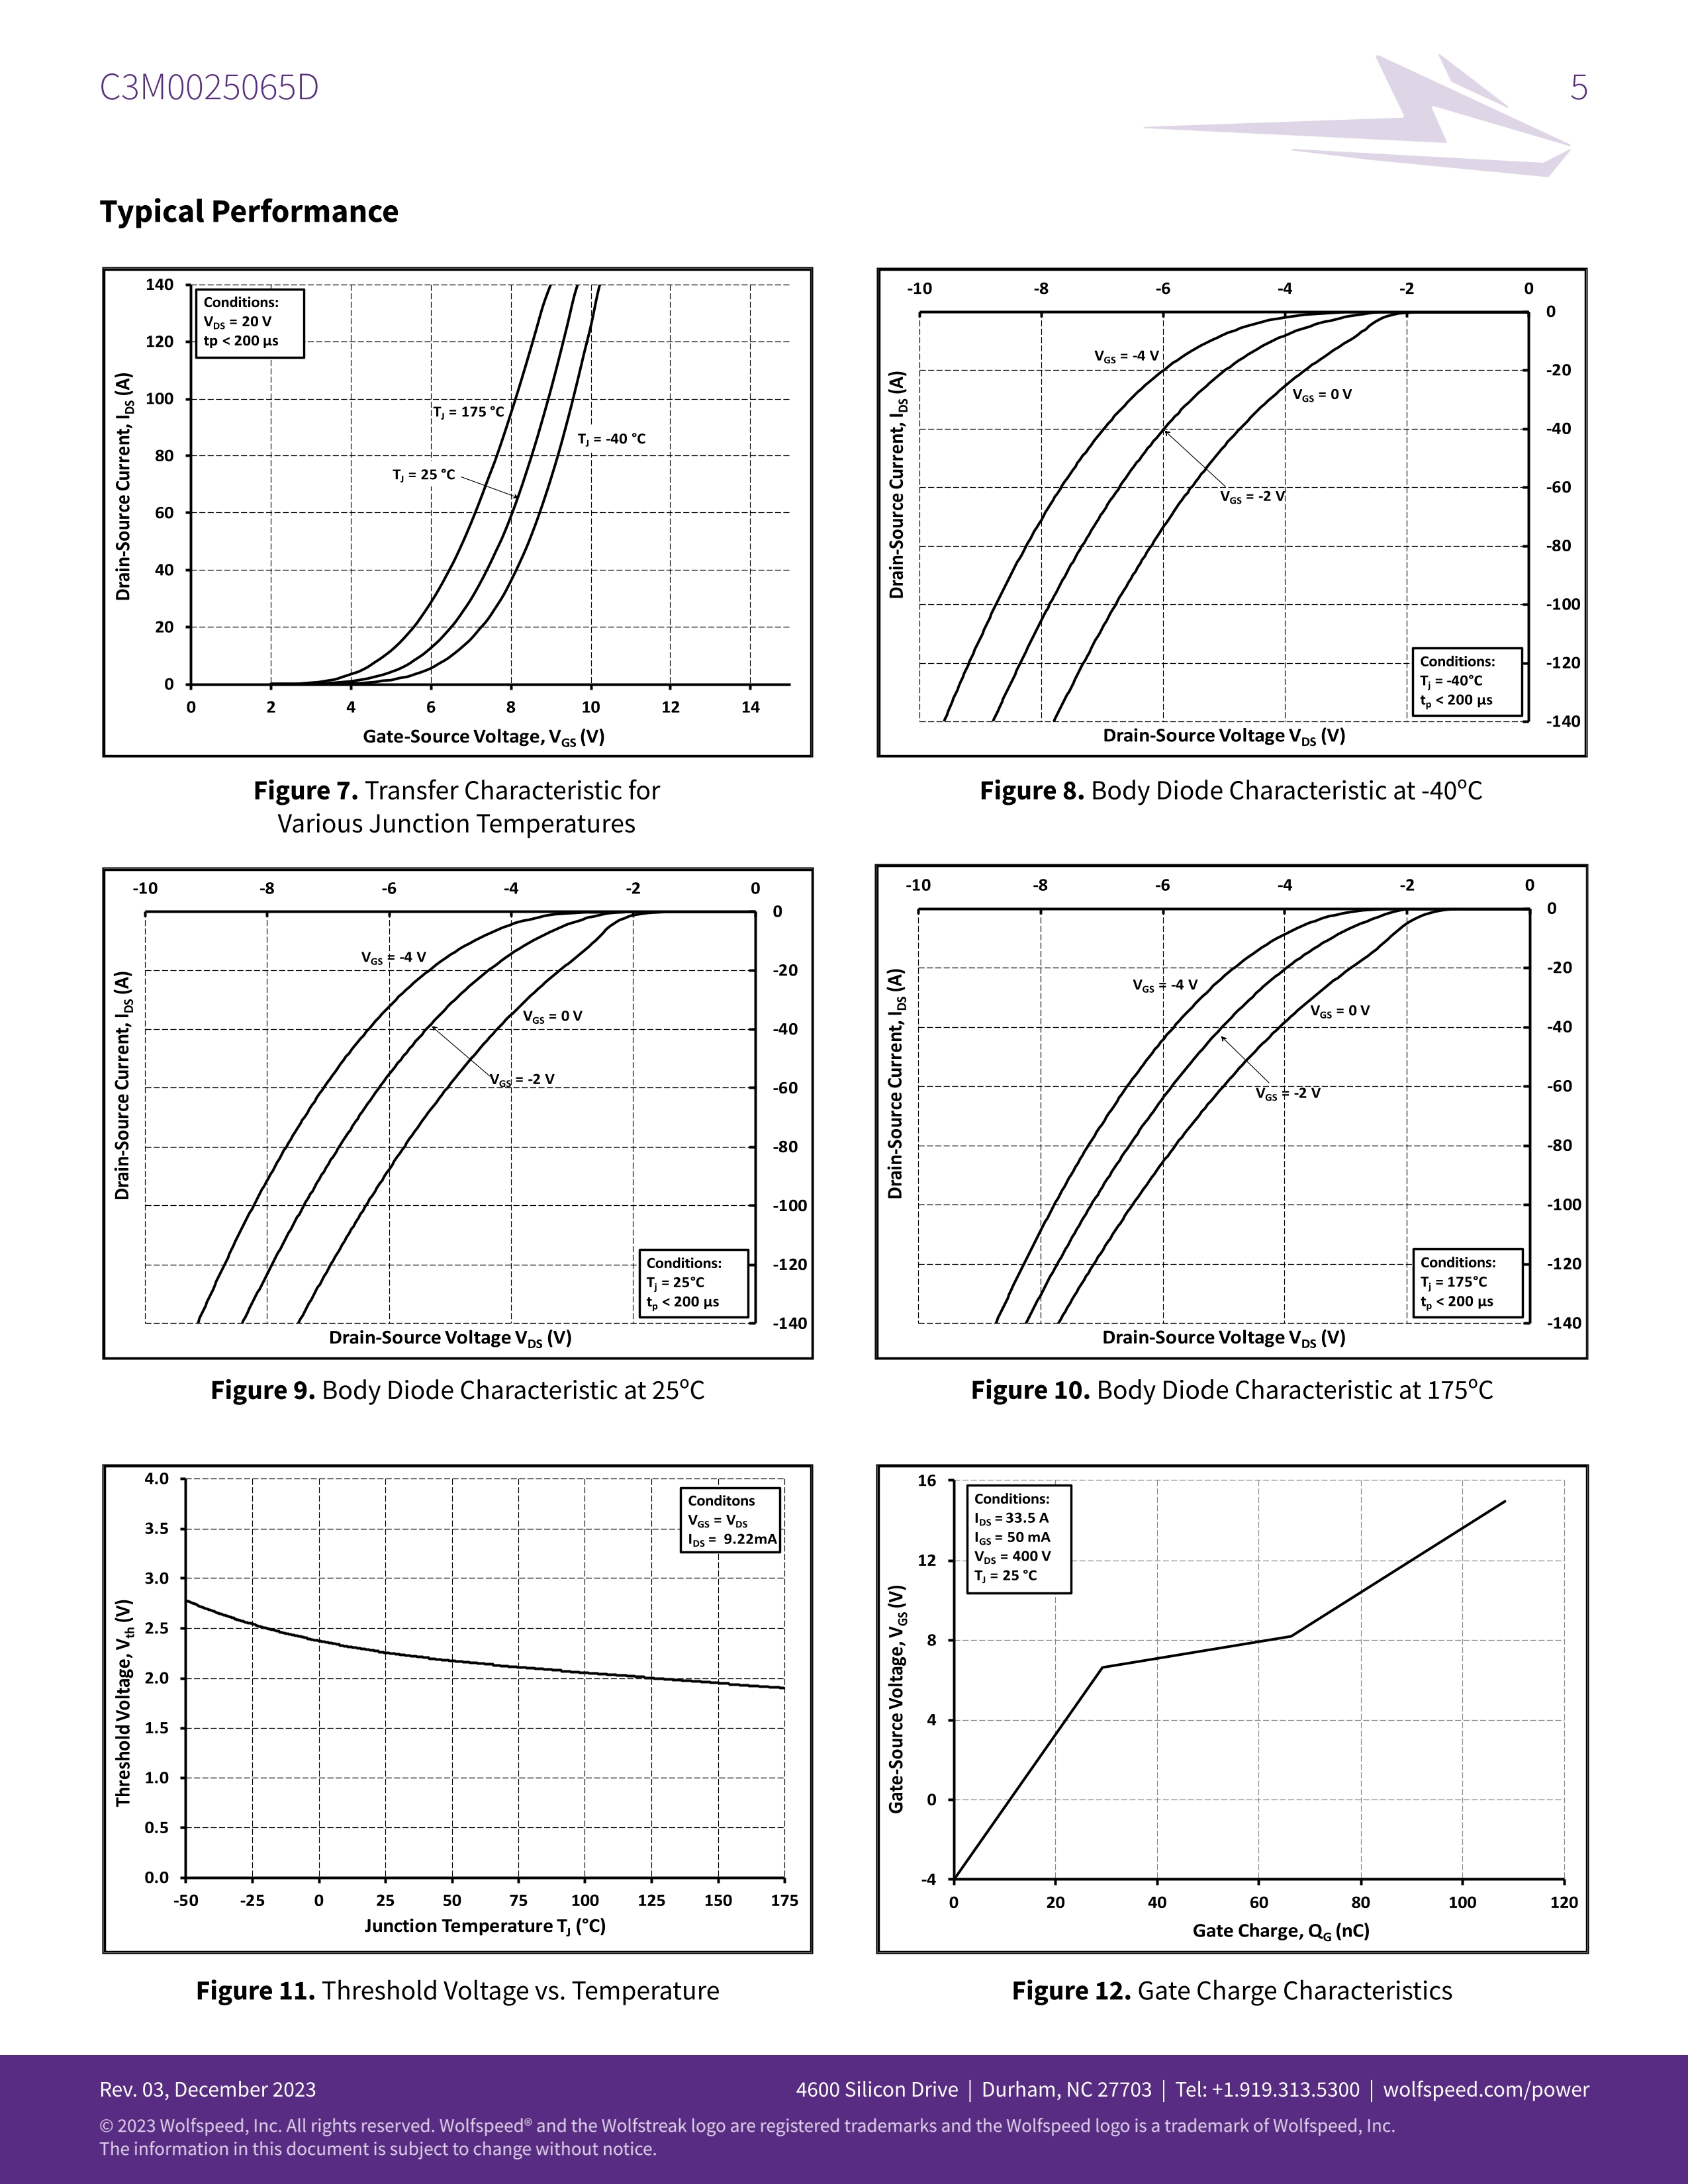 C3M0025065D
5
Typical Performance
140
120
100
80
60
40
20
0
0 2 4 6 8 10 12 14
Conditions:
VDS = 20 V
tp < 200 µs
TJ = 175 °C
TJ = -40 °C
TJ = 25 °C
Drain-Source Current, IDS (A)
Gate-Source Voltage, VGS (V)
Figure 7. Transfer Characteristic for
Various Junction Temperatures
-10 -8 -6 -4 -2 0
0
-20
-40
-60
-80
-100
-120
-140
VGS = -4 V
VGS = 0 V
VGS = -2 V
Conditions:
Tj = -40°C
tp < 200 µs
Drain-Source Current, IDS (A)
Drain-Source Voltage VDS (V)
Figure 8. Body Diode Characteristic at -40ºC
-10 -8 -6 -4 -2 0
0
-20
-40
-60
-80
-100
-120
-140
VGS = -4 V
VGS = 0 V
VGS = -2 V
Conditions:
Tj = 25°C
tp < 200 µs
Drain-Source Current, IDS (A)
Drain-Source Voltage VDS (V)
Figure 9. Body Diode Characteristic at 25ºC
-10 -8 -6 -4 -2 0
0
-20
-40
-60
-80
-100
-120
-140
VGS = -4 V
VGS = 0 V
VGS = -2 V
Conditions:
Tj = 175°C
tp < 200 µs
Drain-Source Current, IDS (A)
Drain-Source Voltage VDS (V)
Figure 10. Body Diode Characteristic at 175ºC
4.0
3.5
3.0
2.5
2.0
1.5
1.0
0.5
0.0
-50 -25 0 25 50 75 100 125 150 175
Conditons
VGS = VDS
IDS = 9.22mA
Threshold Voltage, Vth (V)
Junction Temperature TJ (°C)
Figure 11. Threshold Voltage vs. Temperature
16
12
8
4
0
-4
0 20 40 60 80 100 120
Conditions:
IDS = 33.5 A
IGS = 50 mA
VDS = 400 V
TJ = 25 °C
Gate-Source Voltage, VGS (V)
Gate Charge, QG (nC)
Figure 12. Gate Charge Characteristics
Rev. 03, December 2023
4600 Silicon Drive | Durham, NC 27703 | Tel: +1.919.313.5300 | wolfspeed.com/power
© 2023 Wolfspeed, Inc. All rights reserved. Wolfspeed® and the Wolfstreak logo are registered trademarks and the Wolfspeed logo is a trademark of Wolfspeed, Inc.
The information in this document is subject to change without notice.